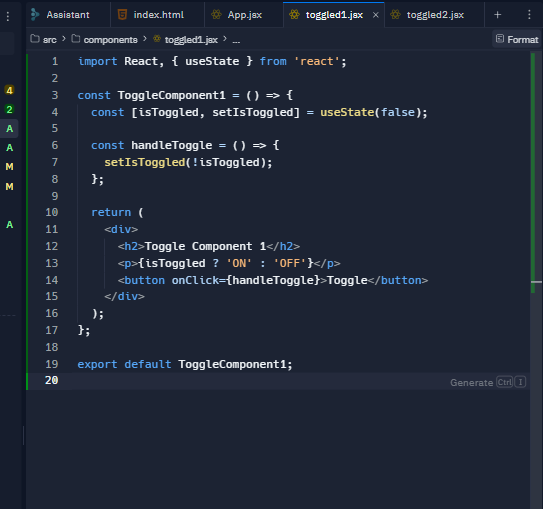 Assistant index.html App.jsx toggled1.jsx × toggled2.jsx +
src > components > toggled1.jsx > ... Format
4
2
A
A
M
M
A
1 import React, { useState } from 'react';
2
3 const ToggleComponent1 = () => {
4 const [isToggled, setIsToggled] = useState(false);
5
6 const handleToggle = () => {
7 setIsToggled(!isToggled);
8 };
9
10 return (
11 <div>
12 <h2>Toggle Component 1</h2>
13 <p>{isToggled ? 'ON' : 'OFF'}</p>
14 <button onClick={handleToggle}>Toggle</button>
15 </div>
16 );
17 };
18
19 export default ToggleComponent1;
20
Generate Ctrl I